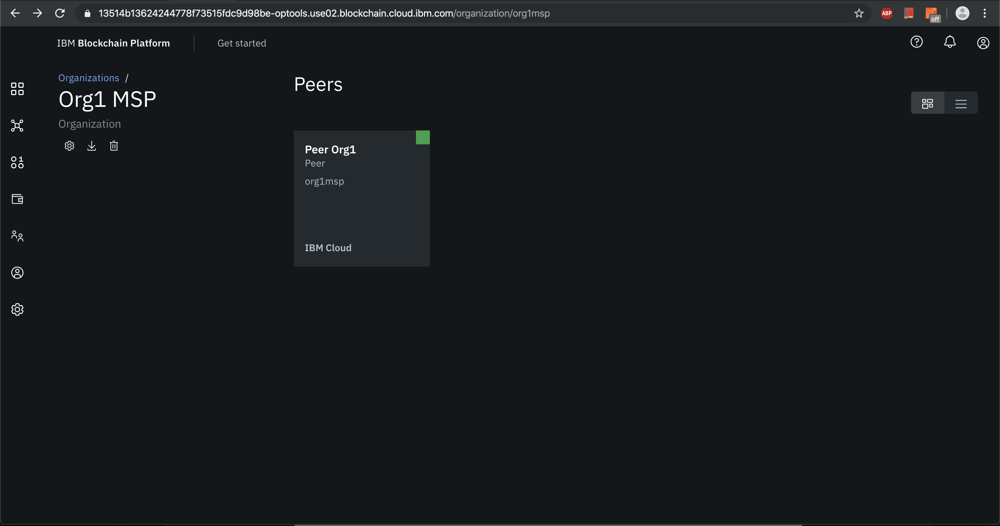 13514b13624244778f73515fdc9d98be-optools.use02.blockchain.cloud.ibm.com/organization/org1msp
ABP
off
IBM Blockchain Platform
Get started
Organizations /
Org1 MSP
Organization
Peers
Peer Org1
Peer
org1msp
IBM Cloud